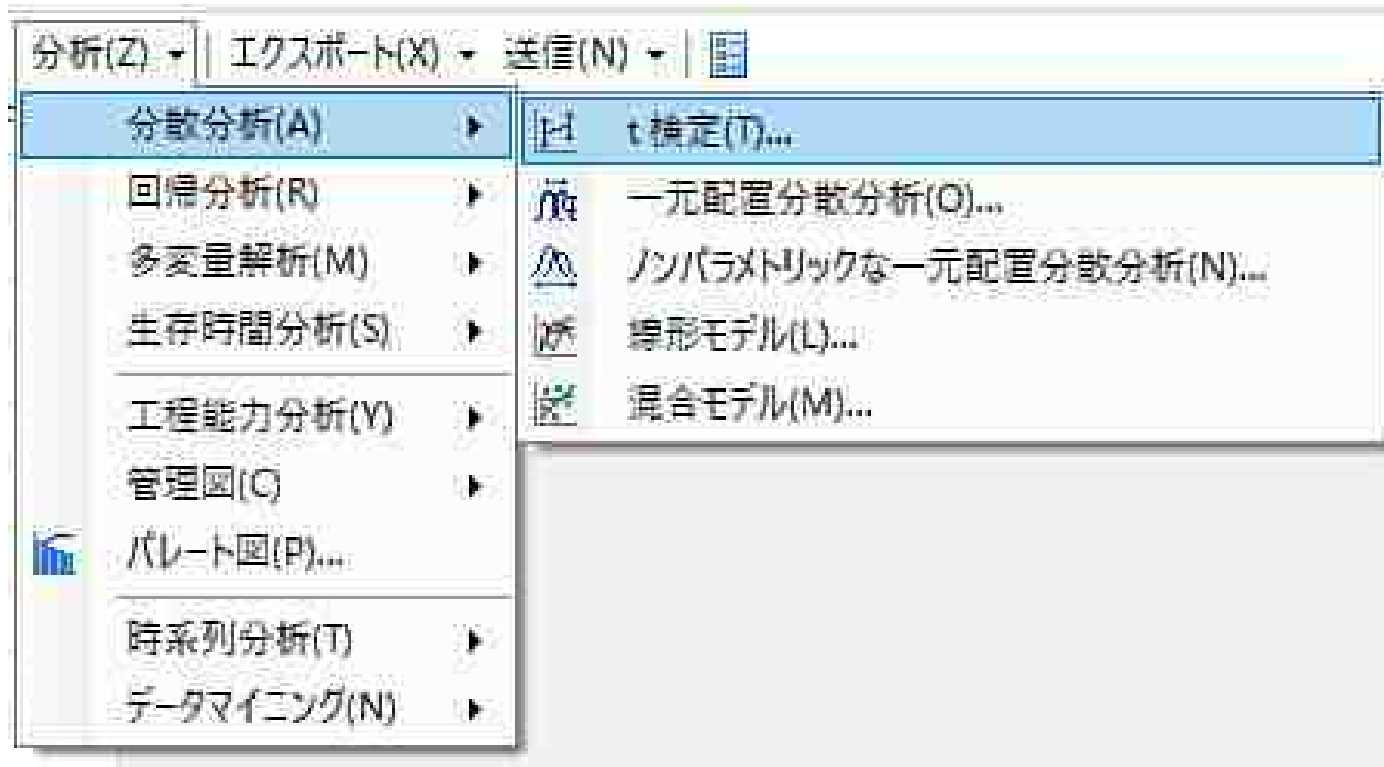 分析(Z) エクスポート(X) 送信(N)
分散分析(A)
回帰分析(R)
多変量解析(M)
生存時間分析(S)
工程能力分析(Y)
管理図(C)
パレート図(P)...
時系列分析(T)
データマイニング(N)
t 検定(T)...
一元配置分散分析(O)...
ノンパラメトリックな一元配置分散分析(N)...
線形モデル(L)...
混合モデル(M)...